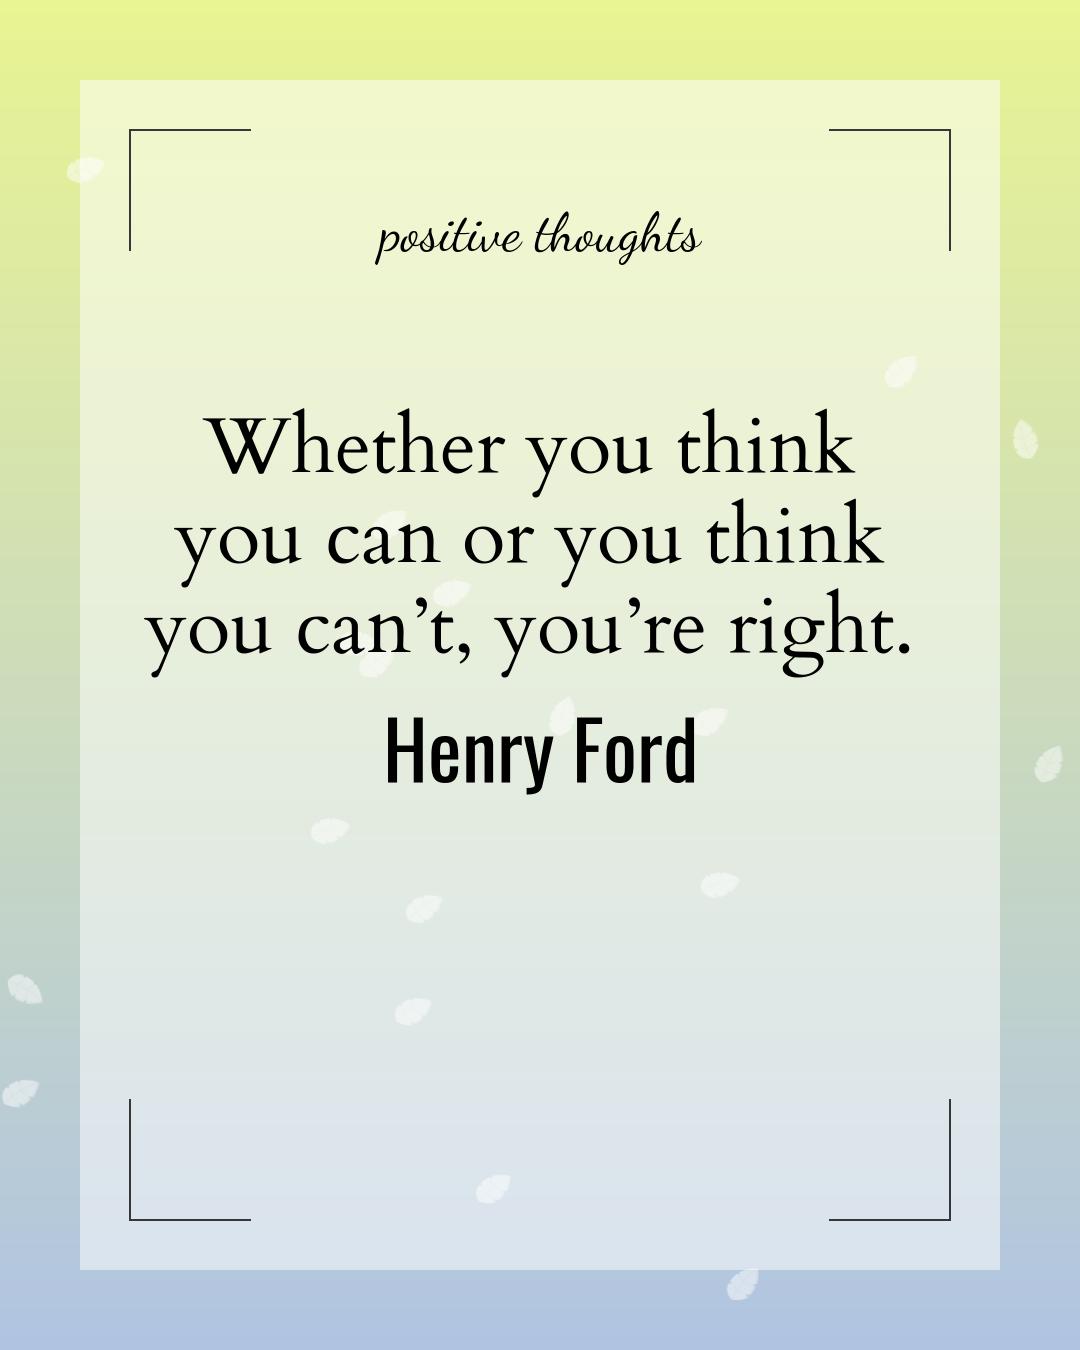 positive thoughts
Whether you think
you can or you think
you can’t, you’re right.
Henry Ford